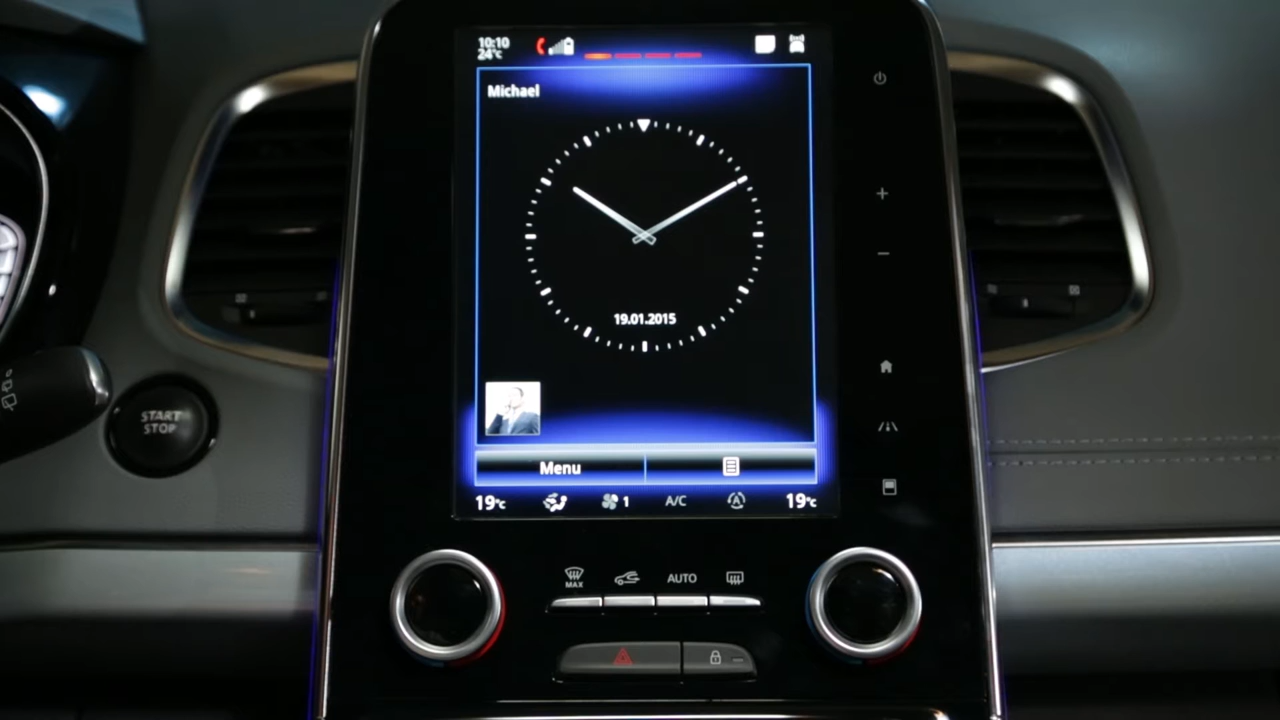 10:10
24°C
Michael
19.01.2015
Menu
19°C
1
A/C
A
19°C
START
STOP
MAX
AUTO